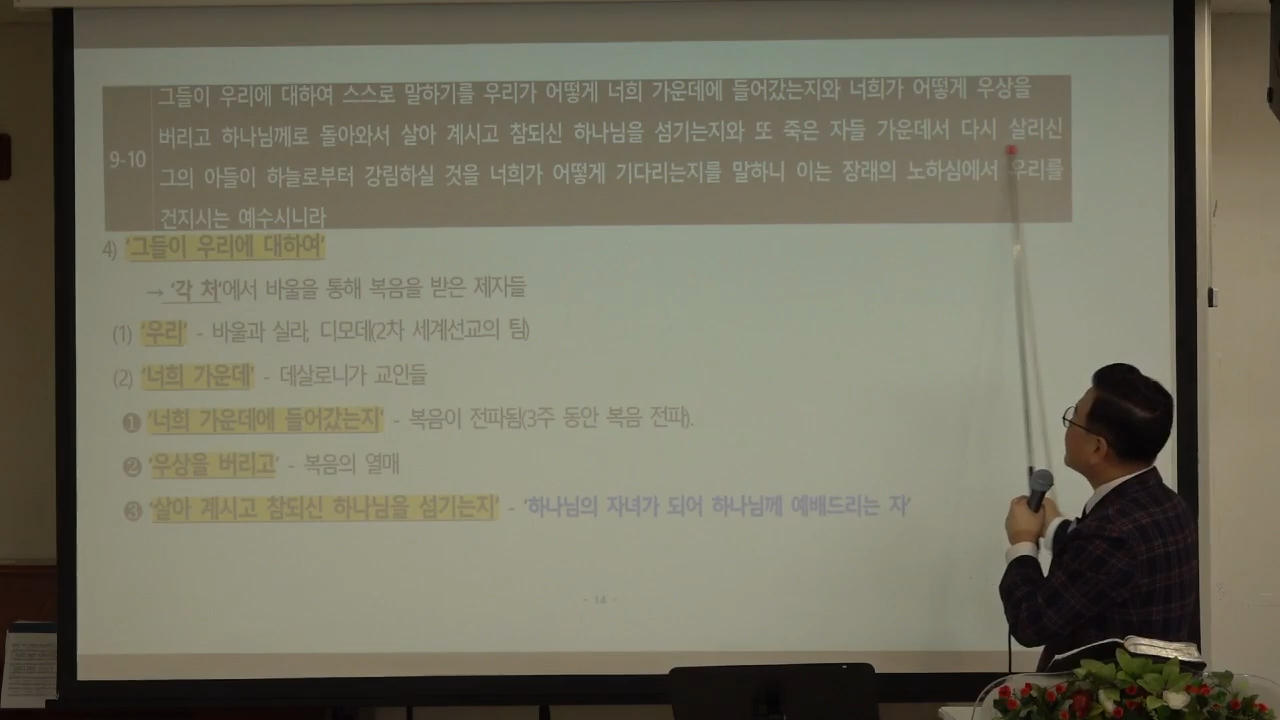 그들이 우리에 대하여 스스로 말하기를 우리가 어떻게 너희 가운데에 들어갔는지와 너희가 어떻게 우상을
버리고 하나님께로 돌아와서 살아 계시고 참되신 하나님을 섬기는지와 또 죽은 자들 가운데서 다시 살리신
9-10
그의 아들이 하늘로부터 강림하실 것을 너희가 어떻게 기다리는지를 말하니 이는 장래의 노하심에서 우리를
건지시는 예수시니라
4) '그들이 우리에 대하여'
→ '각 처'에서 바울을 통해 복음을 받은 제자들
(1) '우리' - 바울과 실라, 디모데(2차 세계선교의 팀)
(2) '너희 가운데' - 데살로니가 교인들
❶ '너희 가운데에 들어갔는지' - 복음이 전파됨(3주 동안 복음 전파).
❷ '우상을 버리고' - 복음의 열매
❸ '살아 계시고 참되신 하나님을 섬기는지' - '하나님의 자녀가 되어 하나님께 예배드리는 자'
- 14 -